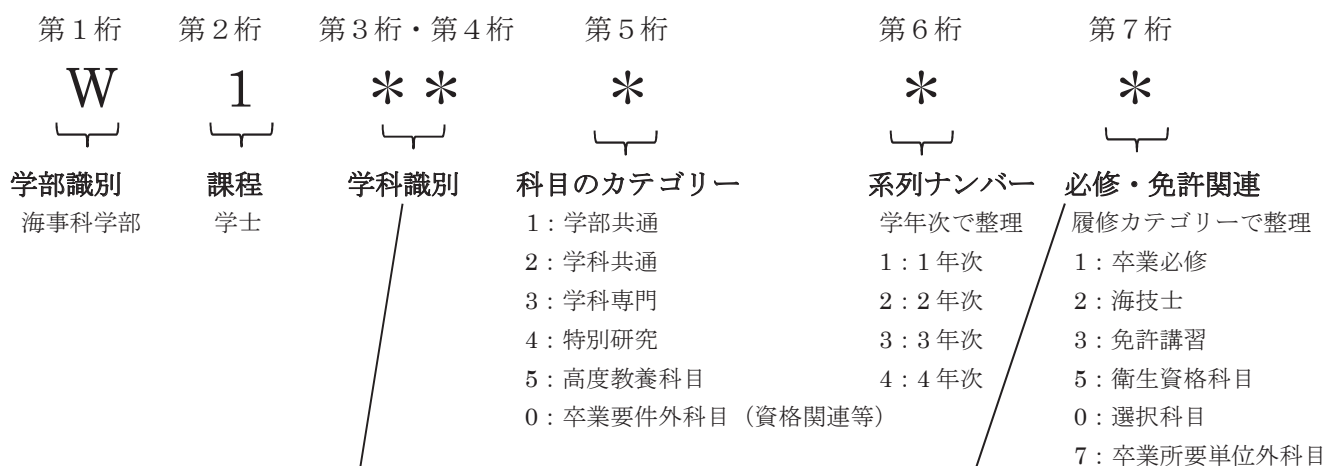 第１桁 第２桁 第３桁・第４桁 第５桁 第６桁 第７桁
W 1 ＊＊ ＊ ＊ ＊
学部識別 課程 学科識別 科目のカテゴリー 系列ナンバー 必修・免許関連
海事科学部 学士 1：学部共通 学年次で整理 履修カテゴリーで整理
2：学科共通 1：1年次 1：卒業必修
3：学科専門 2：2年次 2：海技士
4：特別研究 3：3年次 3：免許講習
5：高度教養科目 4：4年次 5：衛生資格科目
0：卒業要件外科目（資格関連等） 0：選択科目
7：卒業所要単位外科目